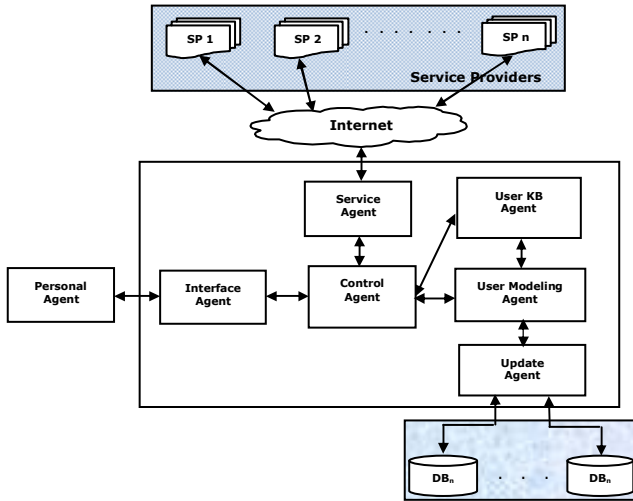 SP 1
SP 2
. . . . . . . .
SP n
Service Providers
Internet
Service
Agent
User KB
Agent
Personal
Agent
Interface
Agent
Control
Agent
User Modeling
Agent
Update
Agent
DBn
. . .
DBn